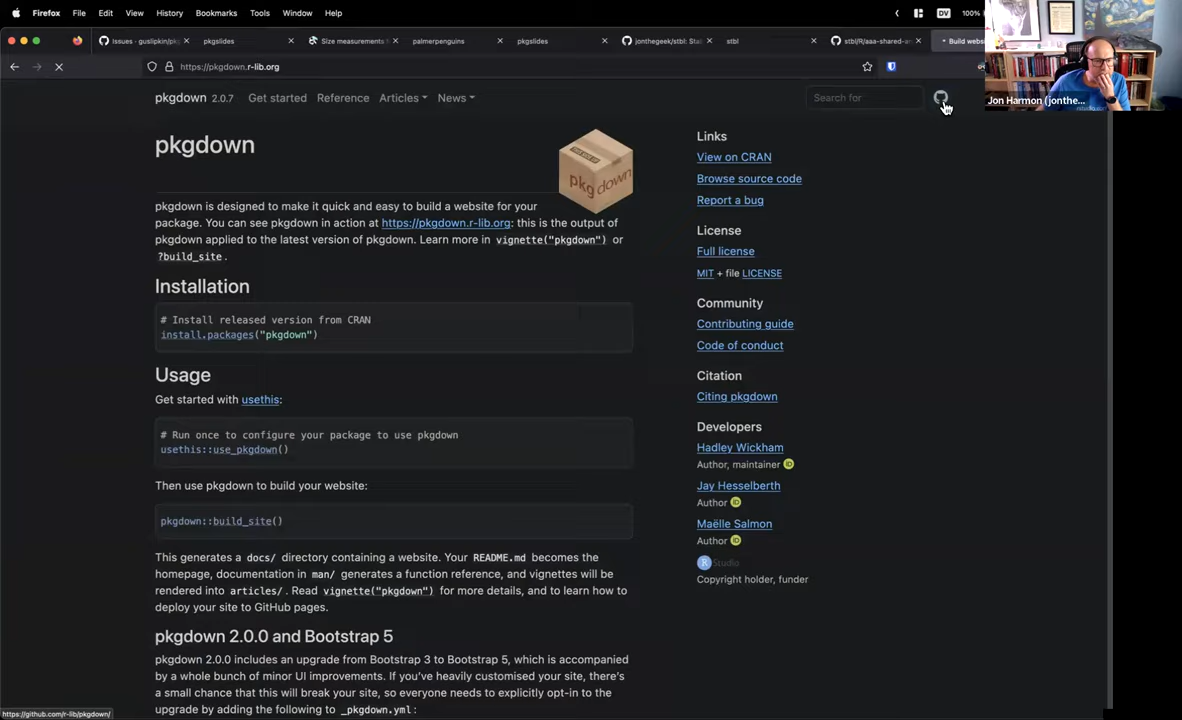 Firefox File Edit View History Bookmarks Tools Window Help
DV 100%
Issues · guslipkin/pkg
pkgslides
Size measurements
palmerpenguins
pkgslides
jonthegeek/stbl: Sta
stbl
stbl/R/aaa-shared-ar
Build webs
https://pkgdown.r-lib.org
Jon Harmon (jonthe...
pkgdown 2.0.7 Get started Reference Articles News
Search for
pkgdown
pkgdown
pkgdown is designed to make it quick and easy to build a website for your
package. You can see pkgdown in action at https://pkgdown.r-lib.org: this is the output of
pkgdown applied to the latest version of pkgdown. Learn more in vignette("pkgdown") or
?build_site.
Installation
# Install released version from CRAN
install.packages("pkgdown")
Usage
Get started with usethis:
# Run once to configure your package to use pkgdown
usethis::use_pkgdown()
Then use pkgdown to build your website:
pkgdown::build_site()
This generates a docs/ directory containing a website. Your README.md becomes the
homepage, documentation in man/ generates a function reference, and vignettes will be
rendered into articles/. Read vignette("pkgdown") for more details, and to learn how to
deploy your site to GitHub pages.
pkgdown 2.0.0 and Bootstrap 5
pkgdown 2.0.0 includes an upgrade from Bootstrap 3 to Bootstrap 5, which is accompanied
by a whole bunch of minor UI improvements. If you've heavily customised your site, there's
a small chance that this will break your site, so everyone needs to explicitly opt-in to the
upgrade by adding the following to _pkgdown.yml:
Links
View on CRAN
Browse source code
Report a bug
License
Full license
MIT + file LICENSE
Community
Contributing guide
Code of conduct
Citation
Citing pkgdown
Developers
Hadley Wickham
Author, maintainer iD
Jay Hesselberth
Author iD
Maëlle Salmon
Author iD
R Studio
Copyright holder, funder
https://github.com/r-lib/pkgdown/